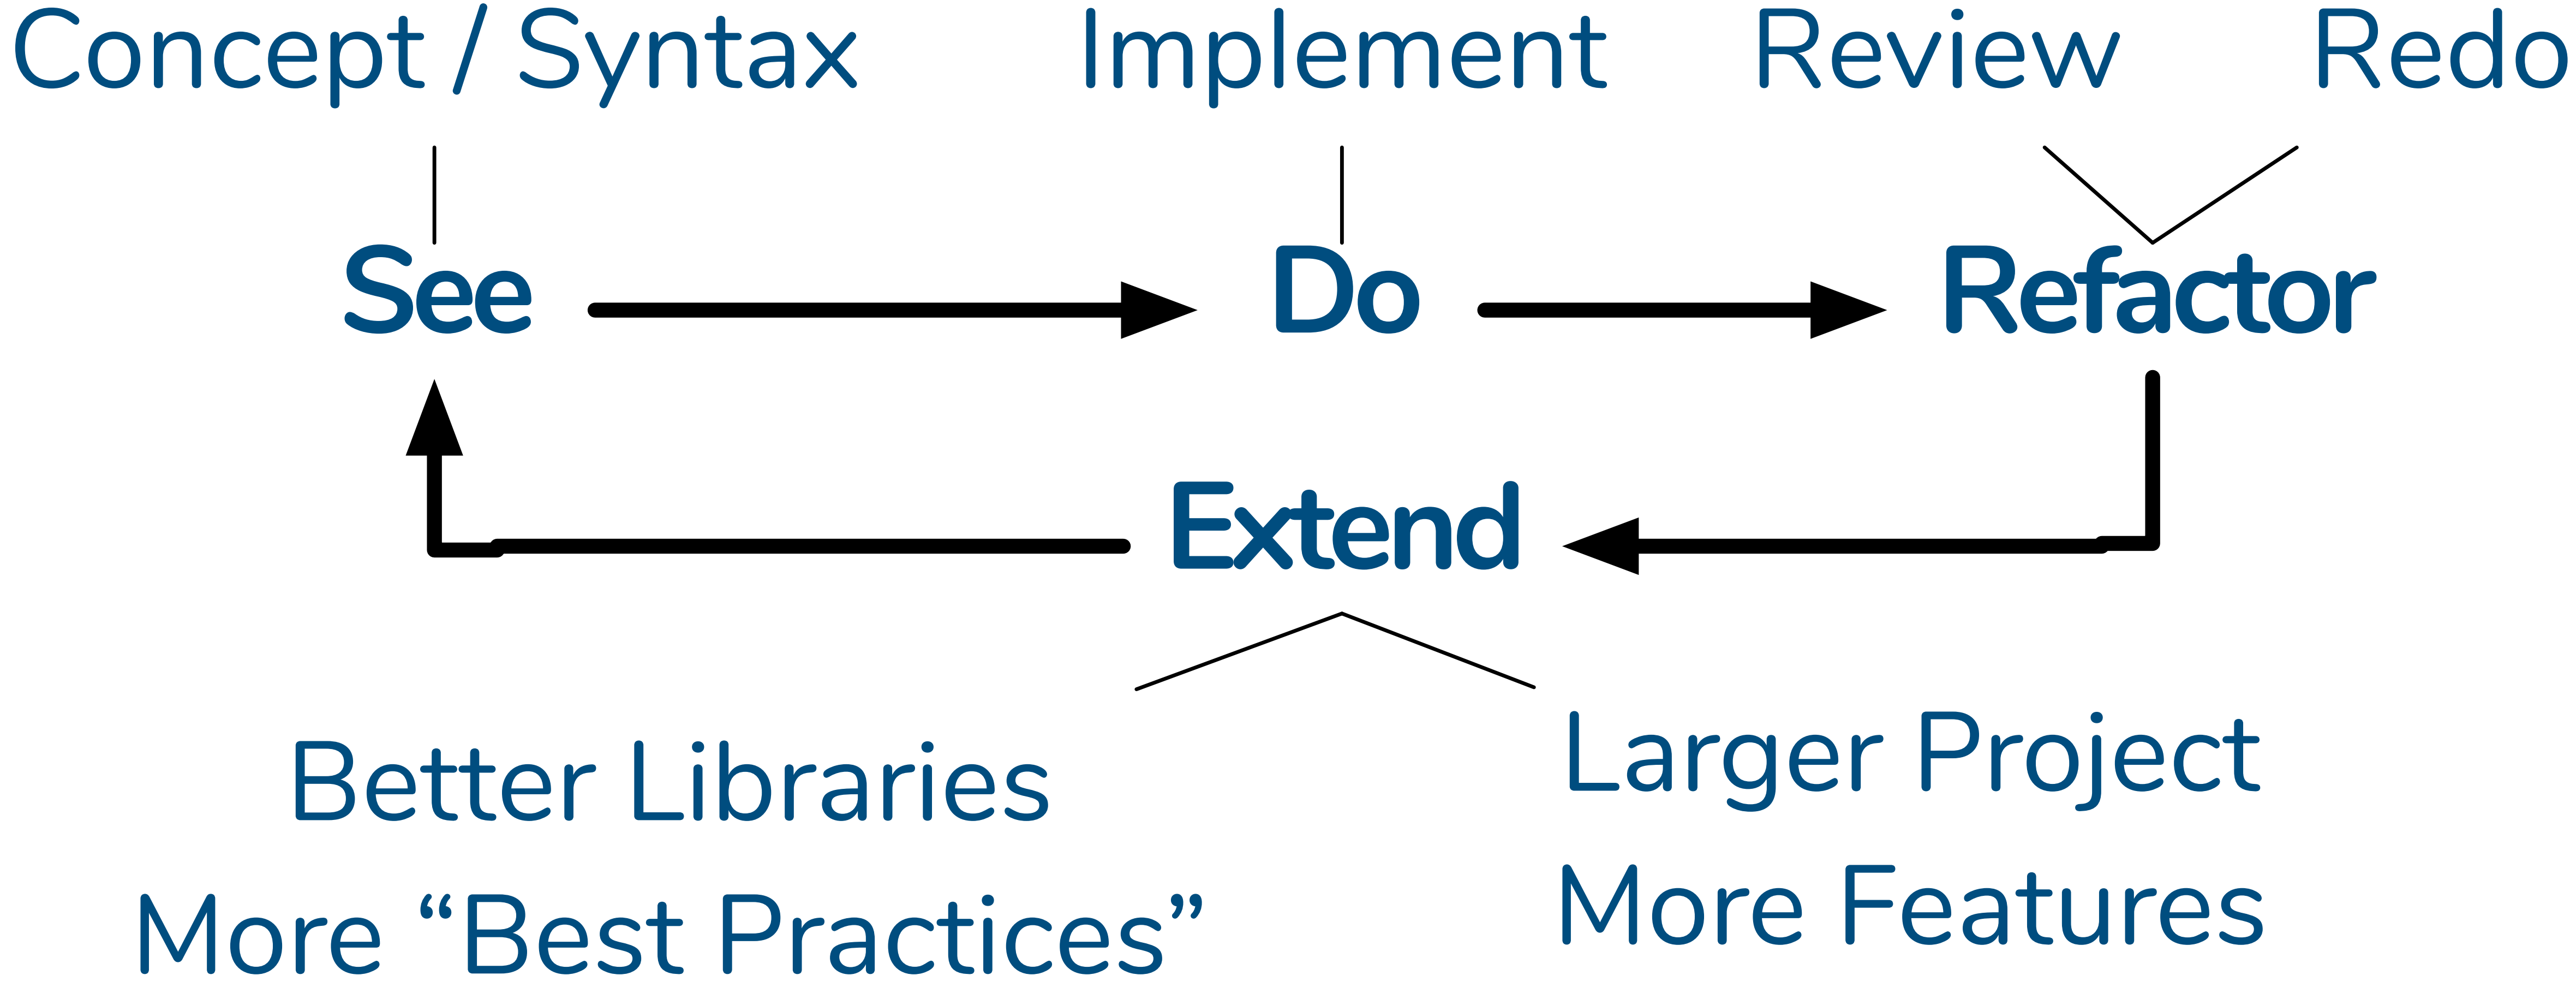 Concept / Syntax
Implement
Review
Redo
See
Do
Refactor
Extend
Better Libraries
More “Best Practices”
Larger Project
More Features